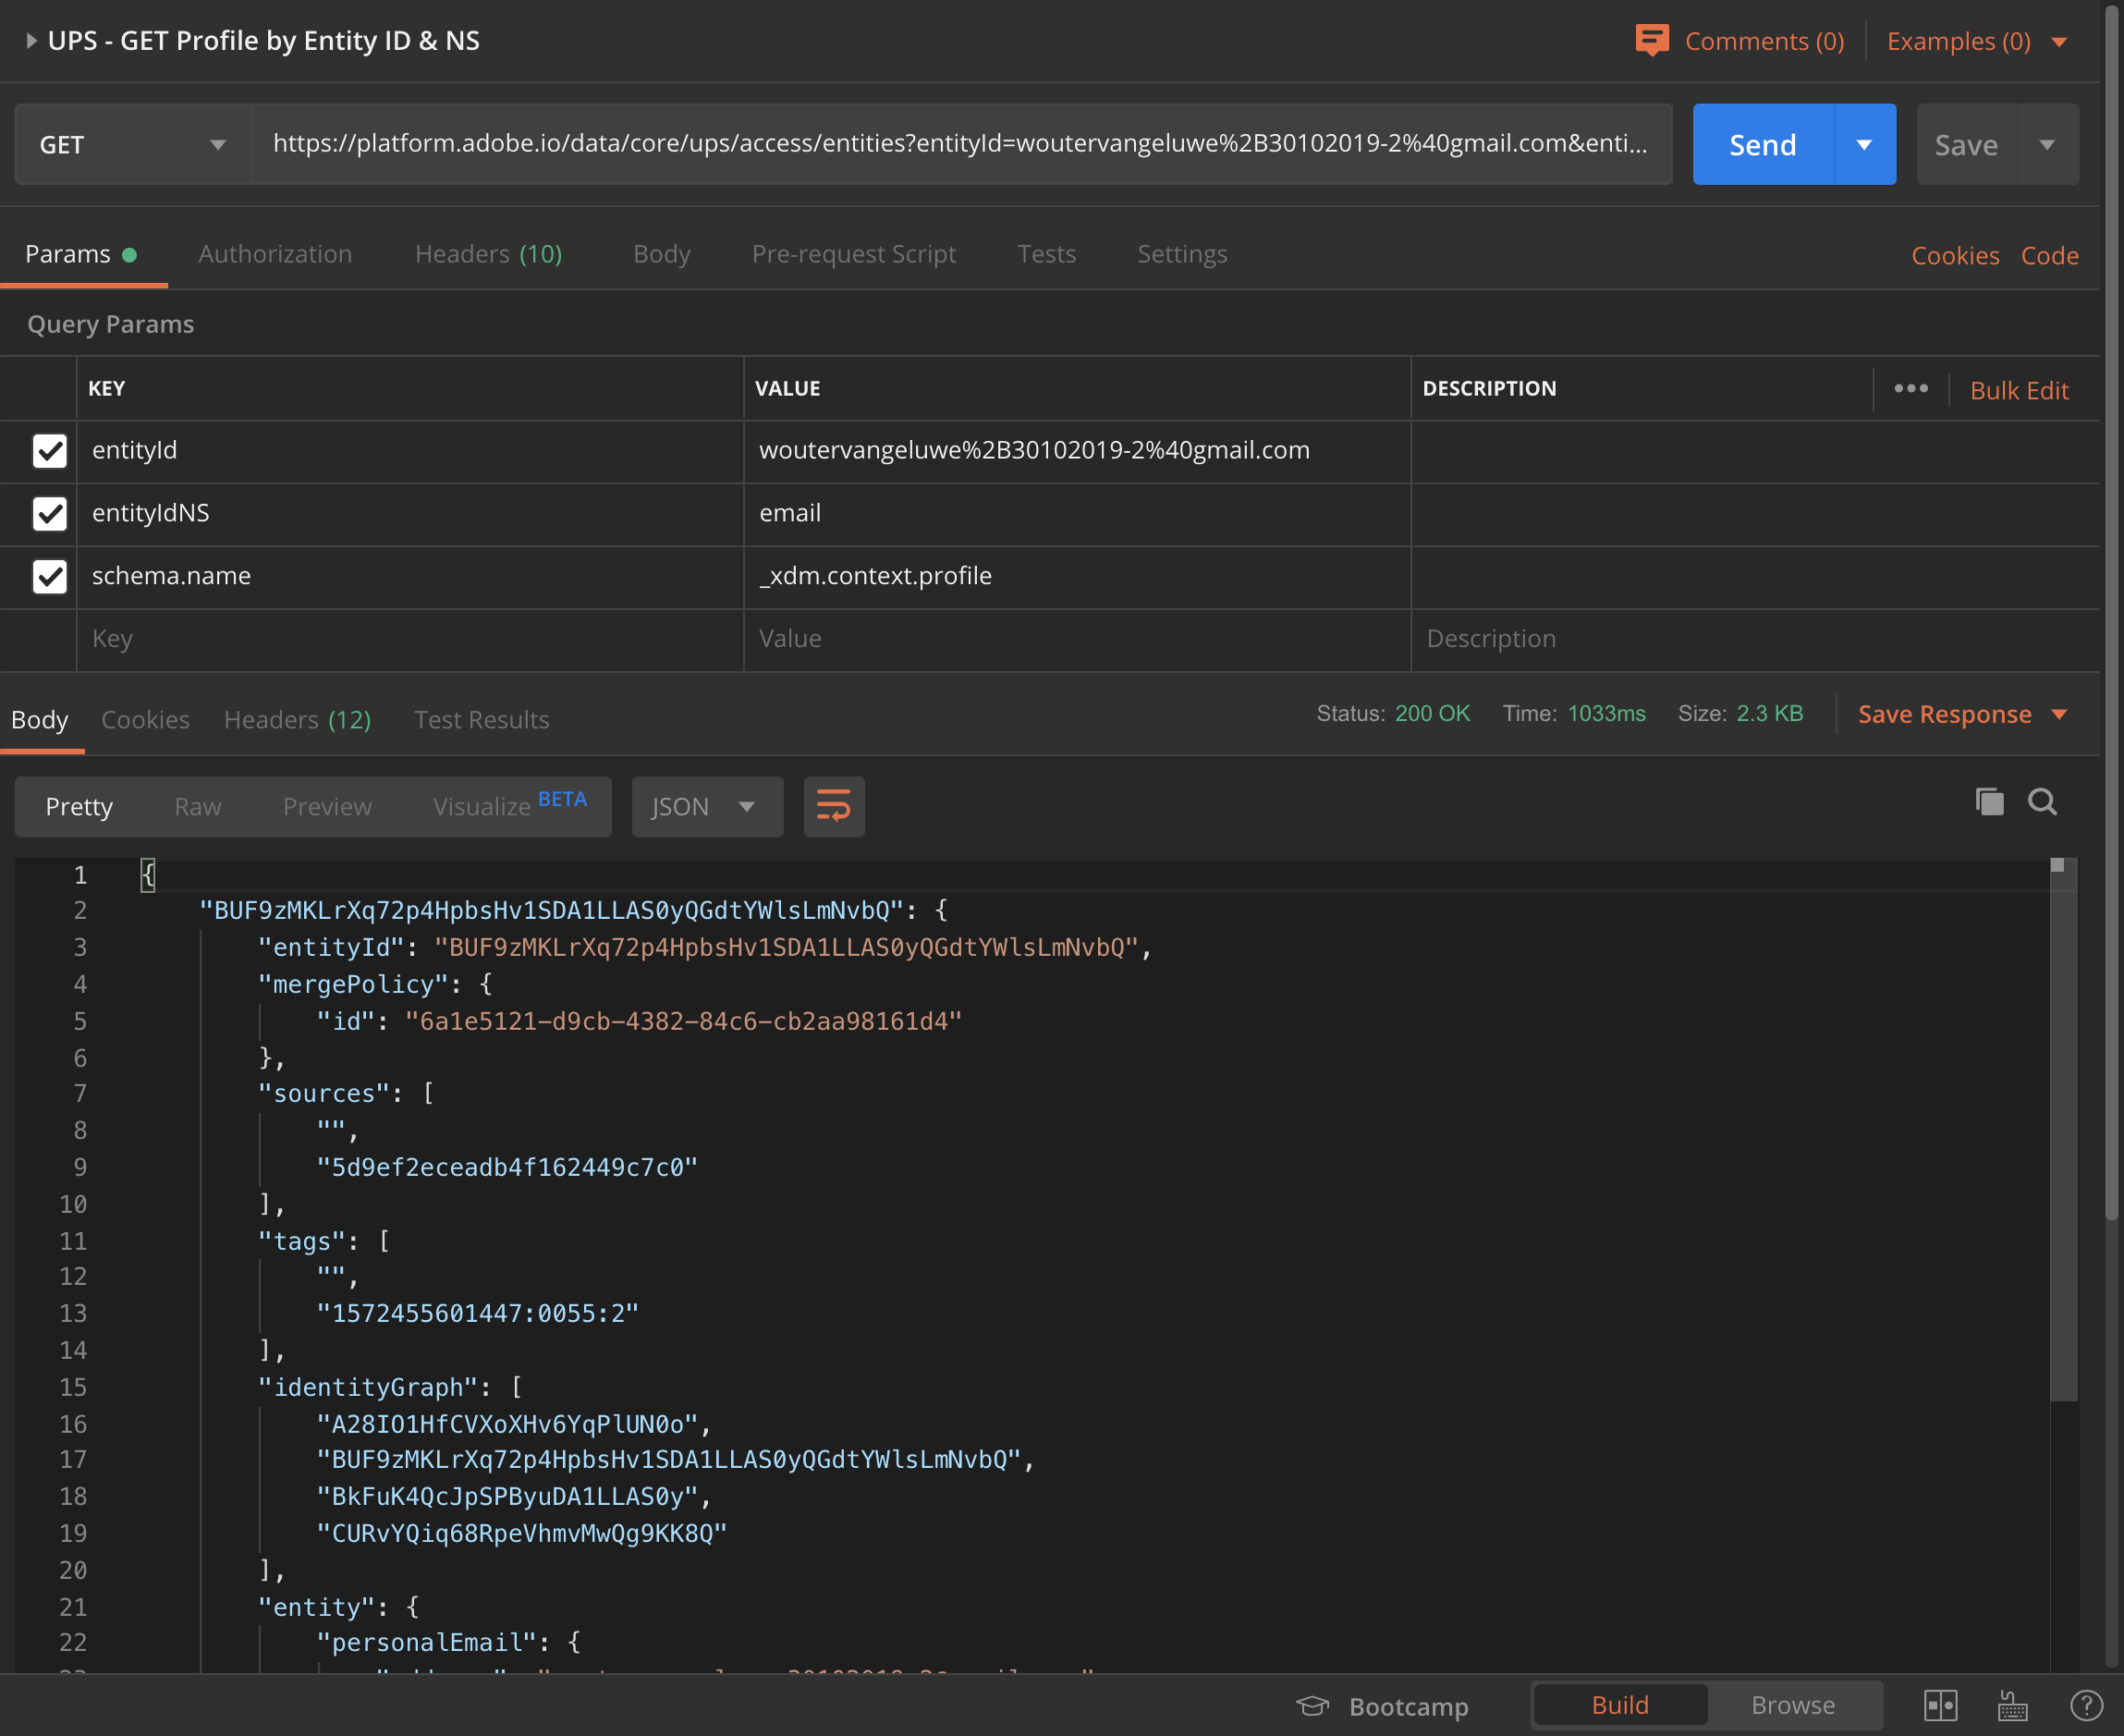 UPS - GET Profile by Entity ID & NS
Comments (0)
Examples (0)
GET
https://platform.adobe.io/data/core/ups/access/entities?entityId=woutervangeluwe%2B30102019-2%40gmail.com&enti...
Send
Save
Params
Authorization
Headers (10)
Body
Pre-request Script
Tests
Settings
Cookies
Code
Query Params
KEY
VALUE
DESCRIPTION
Bulk Edit
entityId
woutervangeluwe%2B30102019-2%40gmail.com
entityIdNS
email
schema.name
_xdm.context.profile
Key
Value
Description
Body
Cookies
Headers (12)
Test Results
Status: 200 OK
Time: 1033ms
Size: 2.3 KB
Save Response
Pretty
Raw
Preview
Visualize BETA
JSON
1 {
2 "BUF9zMKLrXq72p4HpbsHv1SDA1LLAS0yQGdtYWlsLmNvbQ": {
3 "entityId": "BUF9zMKLrXq72p4HpbsHv1SDA1LLAS0yQGdtYWlsLmNvbQ",
4 "mergePolicy": {
5 "id": "6a1e5121-d9cb-4382-84c6-cb2aa98161d4"
6 },
7 "sources": [
8 "",
9 "5d9ef2eceadb4f162449c7c0"
10 ],
11 "tags": [
12 "",
13 "1572455601447:0055:2"
14 ],
15 "identityGraph": [
16 "A28IO1HfCVXoXHv6YqPlUN0o",
17 "BUF9zMKLrXq72p4HpbsHv1SDA1LLAS0yQGdtYWlsLmNvbQ",
18 "BkFuK4QcJpSPByuDA1LLAS0y",
19 "CURvYQiq68RpeVhmvMwQg9KK8Q"
20 ],
21 "entity": {
22 "personalEmail": {
Bootcamp
Build
Browse